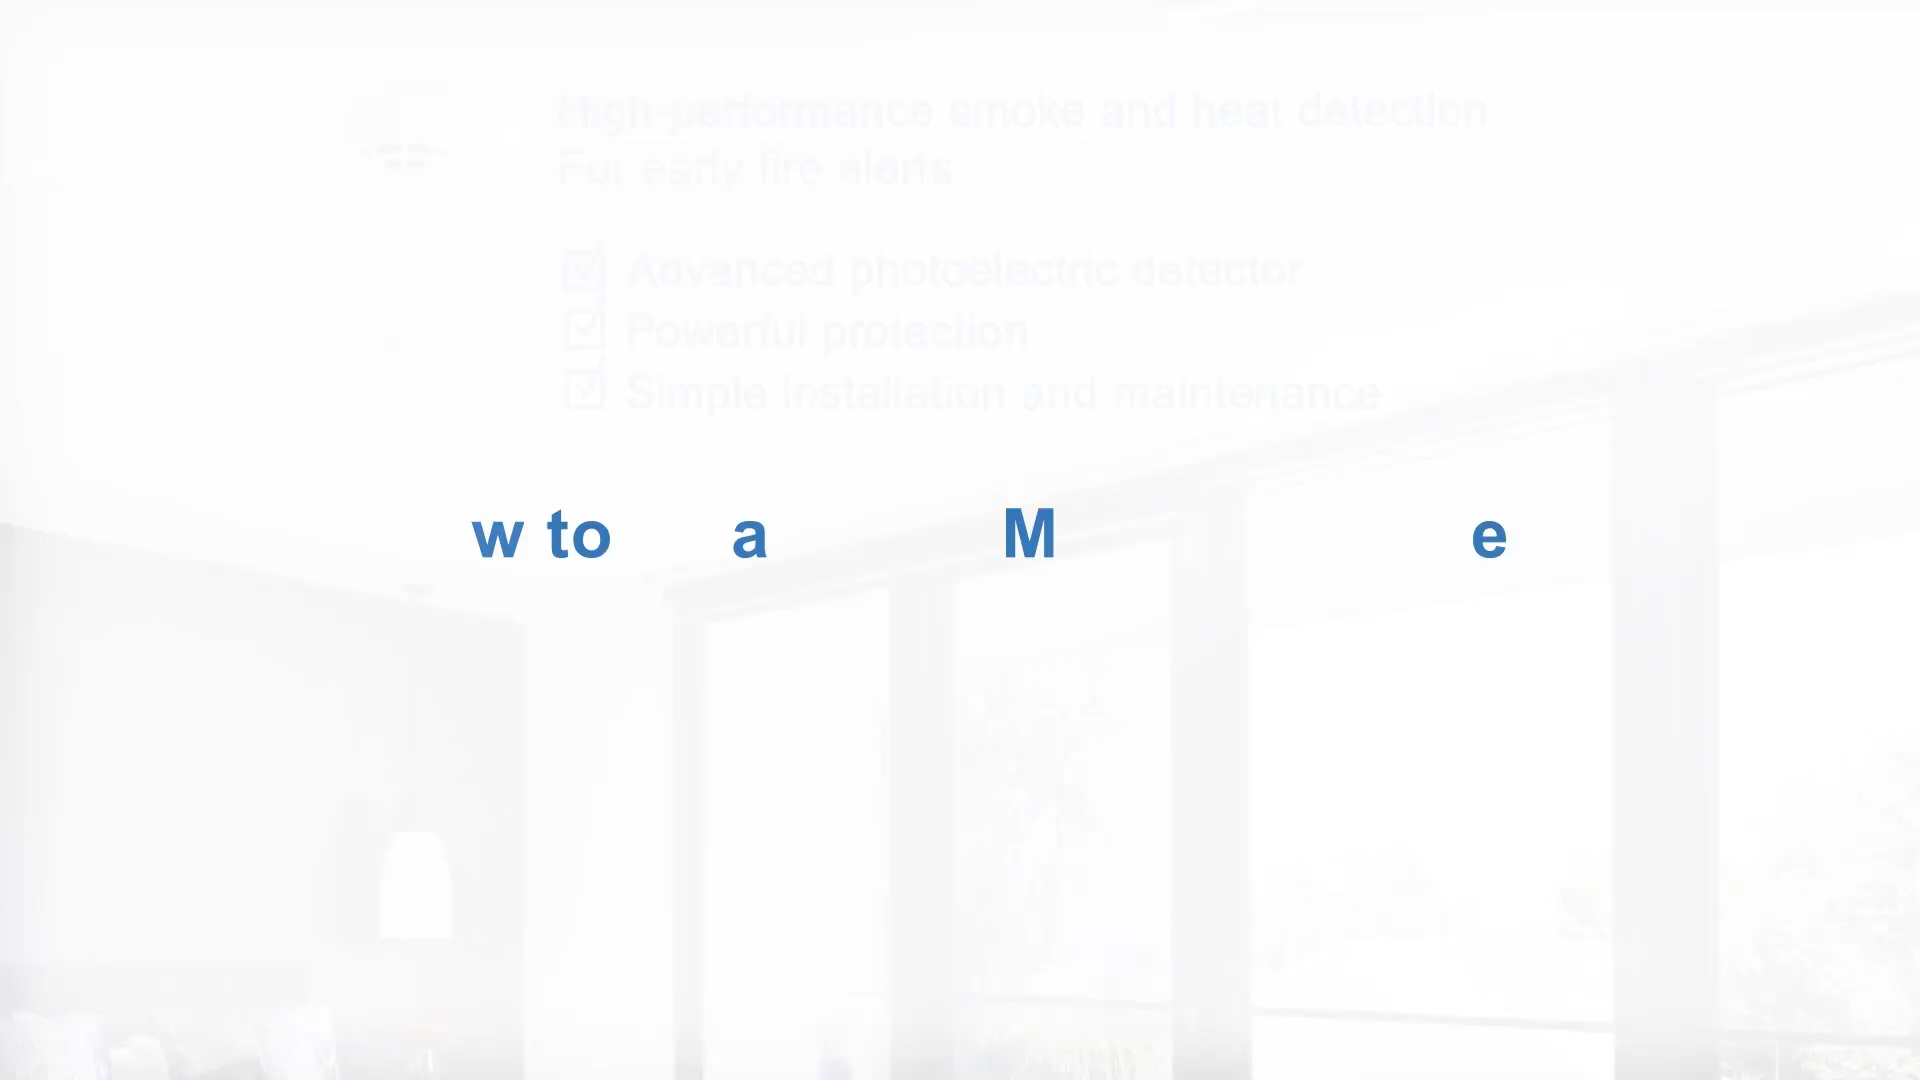 High-performance smoke and heat detection
For early fire alerts
Advanced photoelectric detector
Powerful protection
Simple installation and maintenance
w to a M e